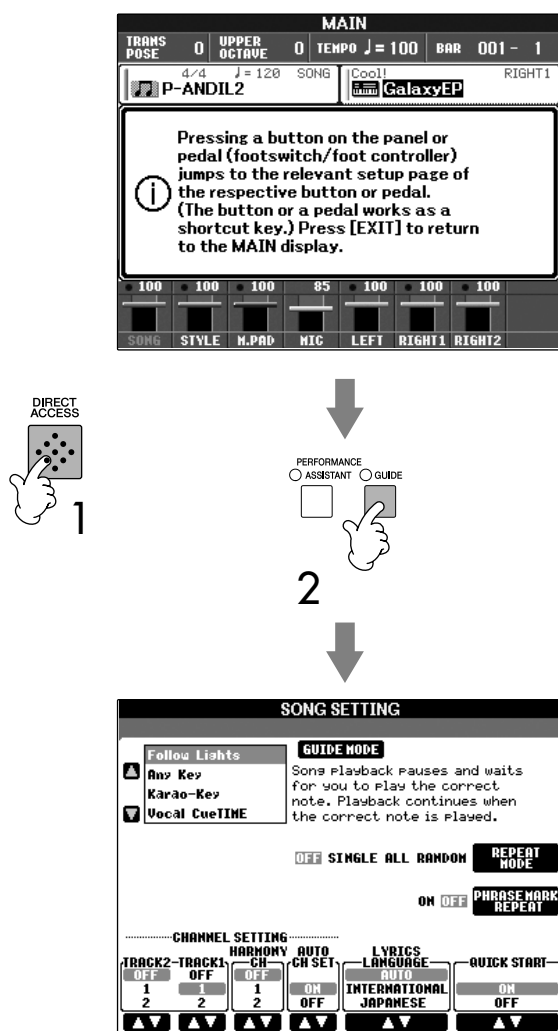 MAIN
TRANS POSE 0 UPPER OCTAVE 0 TEMPO ♩= 100 BAR 001 - 1
4/4 ♩= 120 SONG Cool! RIGHT1
P-ANDIL2 GalaxyEP
Pressing a button on the panel or
pedal (footswitch/foot controller)
jumps to the relevant setup page of
the respective button or pedal.
(The button or a pedal works as a
shortcut key.) Press [EXIT] to return
to the MAIN display.
100 100 100 85 100 100 100
SONG STYLE M.PAD MIC LEFT RIGHT1 RIGHT2
DIRECT
ACCESS
1
PERFORMANCE
ASSISTANT GUIDE
2
SONG SETTING
Follow Lights
Any Key
Karao-Key
Vocal CueTIME
GUIDE MODE
Song playback pauses and waits
for you to play the correct
note. Playback continues when
the correct note is played.
OFF SINGLE ALL RANDOM REPEAT MODE
ON OFF PHRASE MARK REPEAT
CHANNEL SETTING
HARMONY AUTO LYRICS
TRACK2 TRACK1 CH CH SET LANGUAGE QUICK START
OFF OFF OFF AUTO
1 1 1 ON INTERNATIONAL ON
2 2 2 OFF JAPANESE OFF